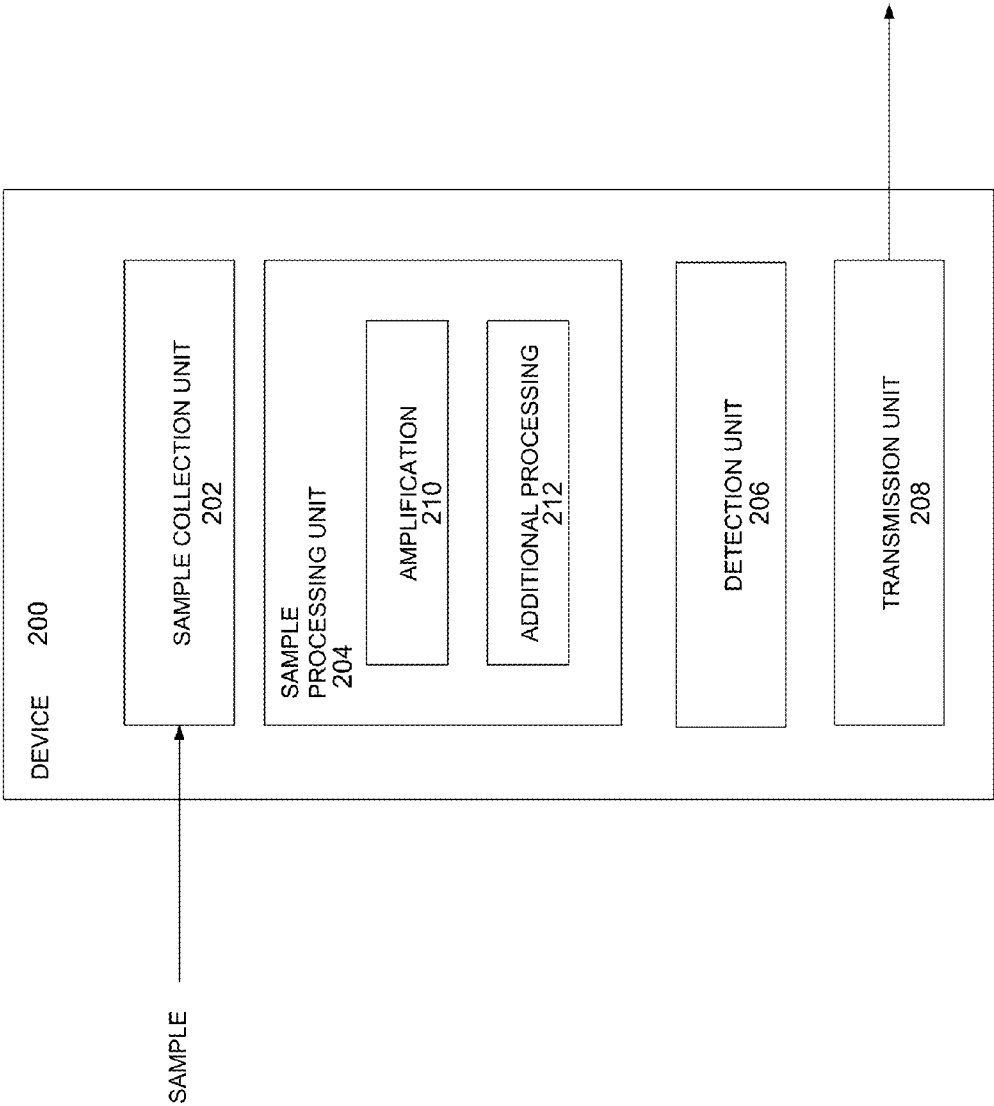 DEVICE 200
SAMPLE
SAMPLE COLLECTION UNIT
202
SAMPLE
PROCESSING UNIT
204
AMPLIFICATION
210
ADDITIONAL PROCESSING
212
DETECTION UNIT
206
TRANSMISSION UNIT
208